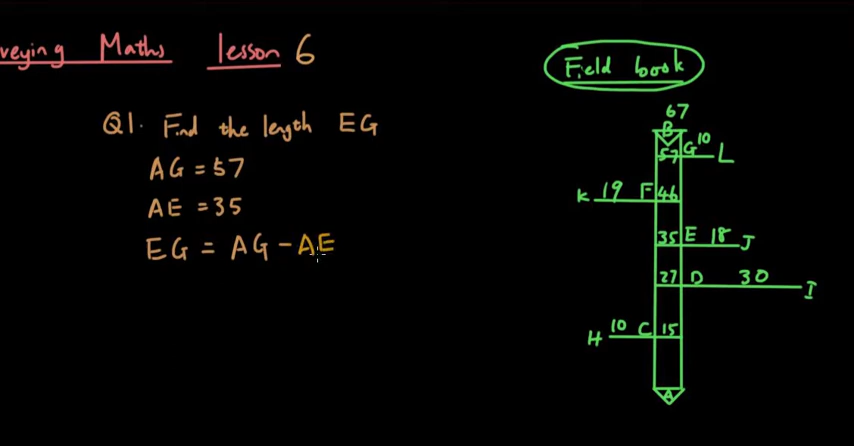 veying Maths lesson 6
Field book
Q1. Find the length EG
AG = 57
AE = 35
EG = AG - AE
67
B
57 G 10 L
K 19 F 46
35 E 18 J
27 D 30 I
H 10 C 15
A